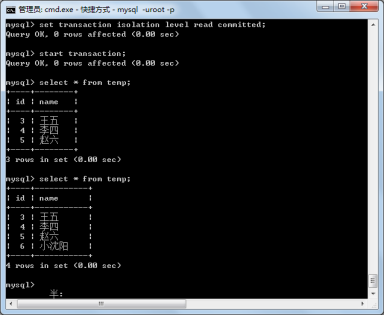 管理员: cmd.exe - 快捷方式 - mysql -uroot -p
mysql> set transaction isolation level read committed;
Query OK, 0 rows affected (0.00 sec)
mysql> start transaction;
Query OK, 0 rows affected (0.00 sec)
mysql> select * from temp;
+----+--------+
| id | name   |
+----+--------+
|  3 | 王五   |
|  4 | 李四   |
|  5 | 赵六   |
+----+--------+
3 rows in set (0.00 sec)
mysql> select * from temp;
+----+-----------+
| id | name      |
+----+-----------+
|  3 | 王五      |
|  4 | 李四      |
|  5 | 赵六      |
|  6 | 小沈阳    |
+----+-----------+
4 rows in set (0.00 sec)
mysql>
半: